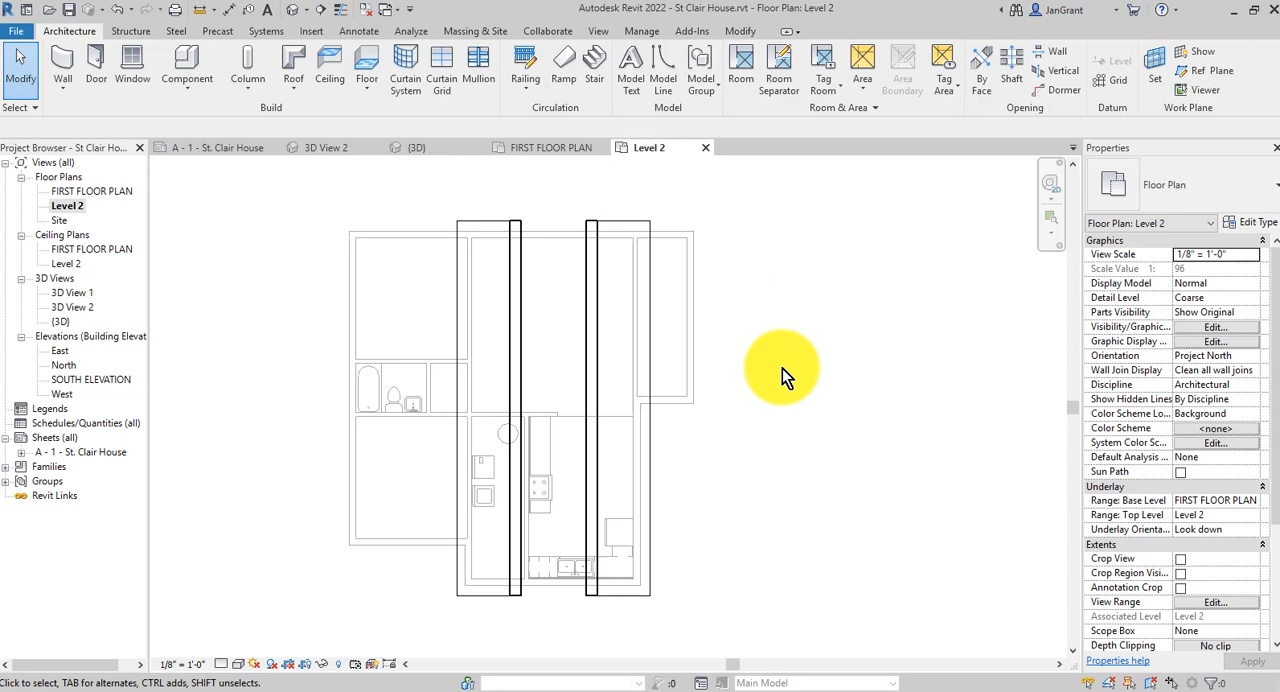 Autodesk Revit 2022 - St Clair House.rvt - Floor Plan: Level 2
JanGrant
File
Architecture
Structure
Steel
Precast
Systems
Insert
Annotate
Analyze
Massing & Site
Collaborate
View
Manage
Add-Ins
Modify
Modify
Wall
Door
Window
Component
Column
Roof
Ceiling
Floor
Curtain System
Curtain Grid
Mullion
Railing
Ramp
Stair
Model Text
Model Line
Model Group
Room
Room Separator
Tag Room
Area
Area Boundary
Tag Area
By Face
Shaft
Wall
Vertical
Dormer
Level
Grid
Set
Show
Ref Plane
Viewer
Select
Build
Circulation
Model
Room & Area
Opening
Datum
Work Plane
Project Browser - St Clair Hou...
A - 1 - St. Clair House
3D View 2
{3D}
FIRST FLOOR PLAN
Level 2
Views (all)
Floor Plans
FIRST FLOOR PLAN
Level 2
Site
Ceiling Plans
FIRST FLOOR PLAN
Level 2
3D Views
3D View 1
3D View 2
{3D}
Elevations (Building Elevat
East
North
SOUTH ELEVATION
West
Legends
Schedules/Quantities (all)
Sheets (all)
A - 1 - St. Clair House
Families
Groups
Revit Links
Properties
Floor Plan
Floor Plan: Level 2
Edit Type
Graphics
View Scale 1/8" = 1'-0"
Scale Value 1: 96
Display Model Normal
Detail Level Coarse
Parts Visibility Show Original
Visibility/Graphic... Edit...
Graphic Display ... Edit...
Orientation Project North
Wall Join Display Clean all wall joins
Discipline Architectural
Show Hidden Lines By Discipline
Color Scheme Lo... Background
Color Scheme <none>
System Color Sc... Edit...
Default Analysis ... None
Sun Path
Underlay
Range: Base Level FIRST FLOOR PLAN
Range: Top Level Level 2
Underlay Orienta... Look down
Extents
Crop View
Crop Region Visi...
Annotation Crop
View Range Edit...
Associated Level Level 2
Scope Box None
Depth Clipping No clip
Properties help
Apply
1/8" = 1'-0"
Click to select, TAB for alternates, CTRL adds, SHIFT unselects.
:0
Main Model
:0